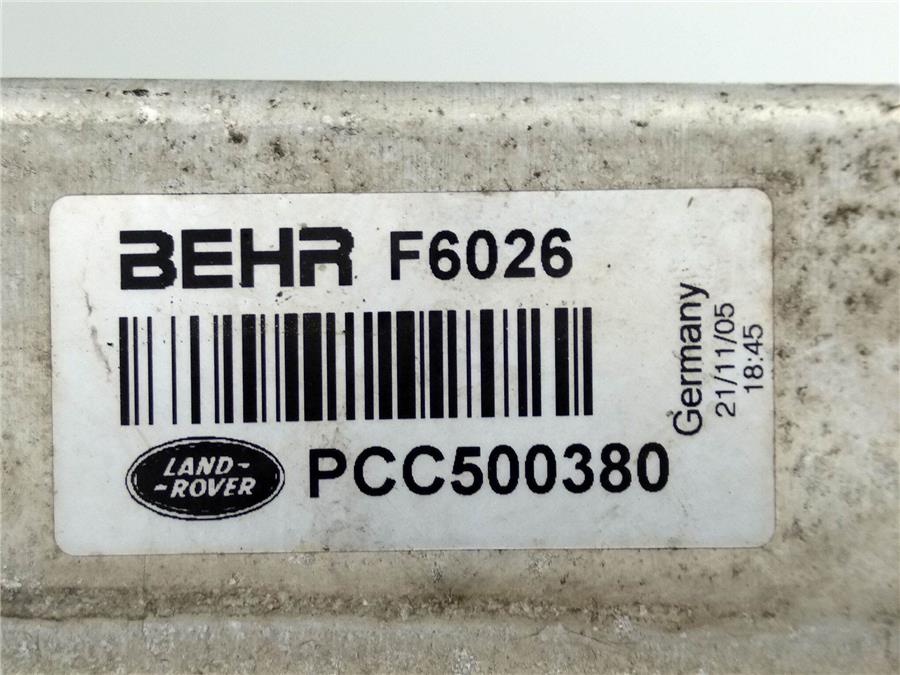 BEHR F6026
LAND-
-ROVER
PCC500380
Germany
21/11/05
18:45